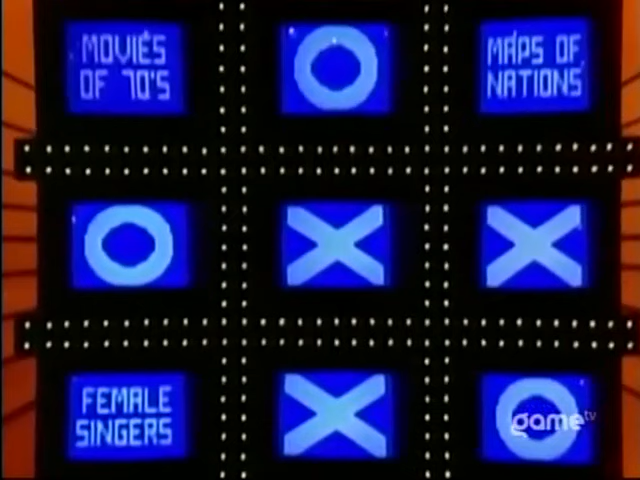 MOVIES
OF 70'S
O
MAPS OF
NATIONS
O
X
X
FEMALE
SINGERS
X
O
game tv